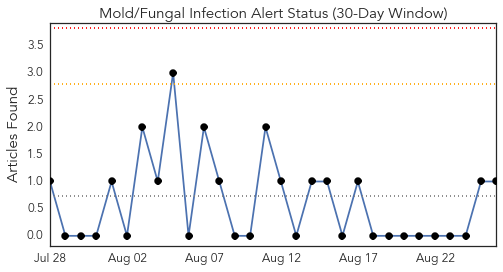 Mold/Fungal Infection Alert Status (30-Day Window)
Articles Found
3.5
3.0
2.5
2.0
1.5
1.0
0.5
0.0
Jul 28 Aug 02 Aug 07 Aug 12 Aug 17 Aug 22